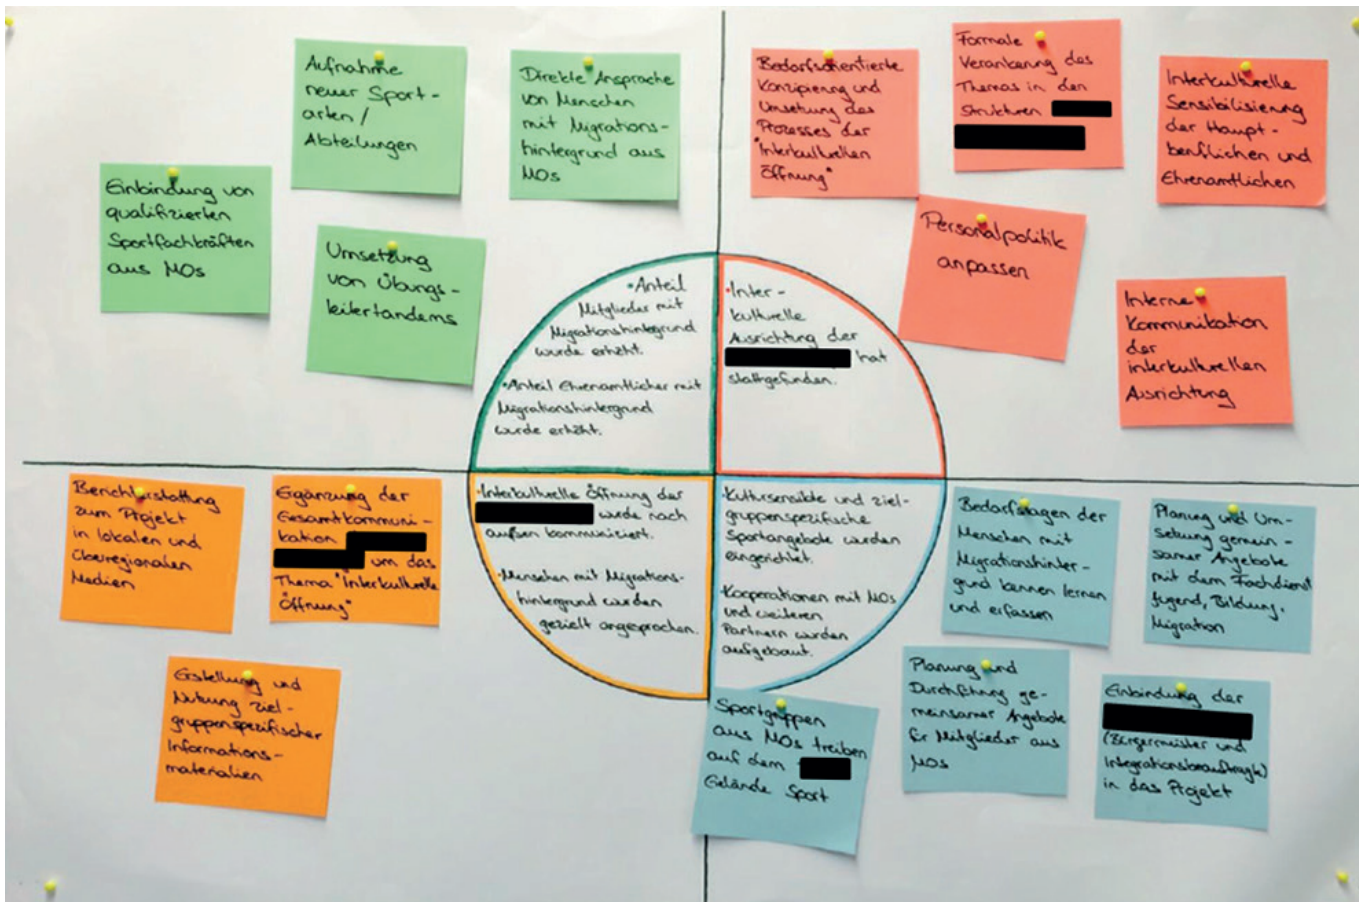 Aufnahme
neuer Sport-
arten /
Abteilungen
Direkte Ansprache
von Menschen
mit Migrations-
hintergrund aus
MOs
Einbindung von
qualifizierten
Sportfachkräften
aus MOs
Umsetzung
von Übungs-
leitertandems
Bedarfsorientierte
Konzipierung und
Umsetzung des
Prozesses der
"Interkulturellen
Öffnung"
Formale
Verankerung des
Themas in den
Strukturen
Interkulturelle
Sensibilisierung
der Haupt-
beruflichen und
Ehrenamtlichen
Personalpolitik
anpassen
Interne
Kommunikation
der
interkulturellen
Ausrichtung
• Anteil
Mitglieder mit
Migrationshintergrund
wurde erhöht.
• Anteil Ehrenamtlicher mit
Migrationshintergrund
wurde erhöht.
• Inter-
kulturelle
Ausrichtung der
hat
stattgefunden.
• Interkulturelle Öffnung der
wurde nach
außen kommuniziert.
• Menschen mit Migrations-
hintergrund wurden
gezielt angesprochen.
• Kultursensible und ziel-
gruppenspezifische
Sportangebote wurden
eingerichtet.
• Kooperationen mit MOs
und weiteren
Partnern wurden
aufgebaut.
Berichterstattung
zum Projekt
in lokalen und
überregionalen
Medien
Ergänzung der
Gesamtkommuni-
kation
um das
Thema "Interkulturelle
Öffnung"
Erstellung und
Nutzung ziel-
gruppenspezifischer
Informations-
materialien
Bedarfslagen der
Menschen mit
Migrationshinter-
grund kennen lernen
und erfassen
Planung und Um-
setzung gemein-
samer Angebote
mit dem Fachdienst
Jugend, Bildung,
Migration
Sportgruppen
aus MOs treiben
auf dem
Gelände Sport
Planung und
Durchführung ge-
meinsamer Angebote
für Mitglieder aus
MOs
Einbindung der
(Bürgermeister und
Integrationsbeauftragte)
in das Projekt